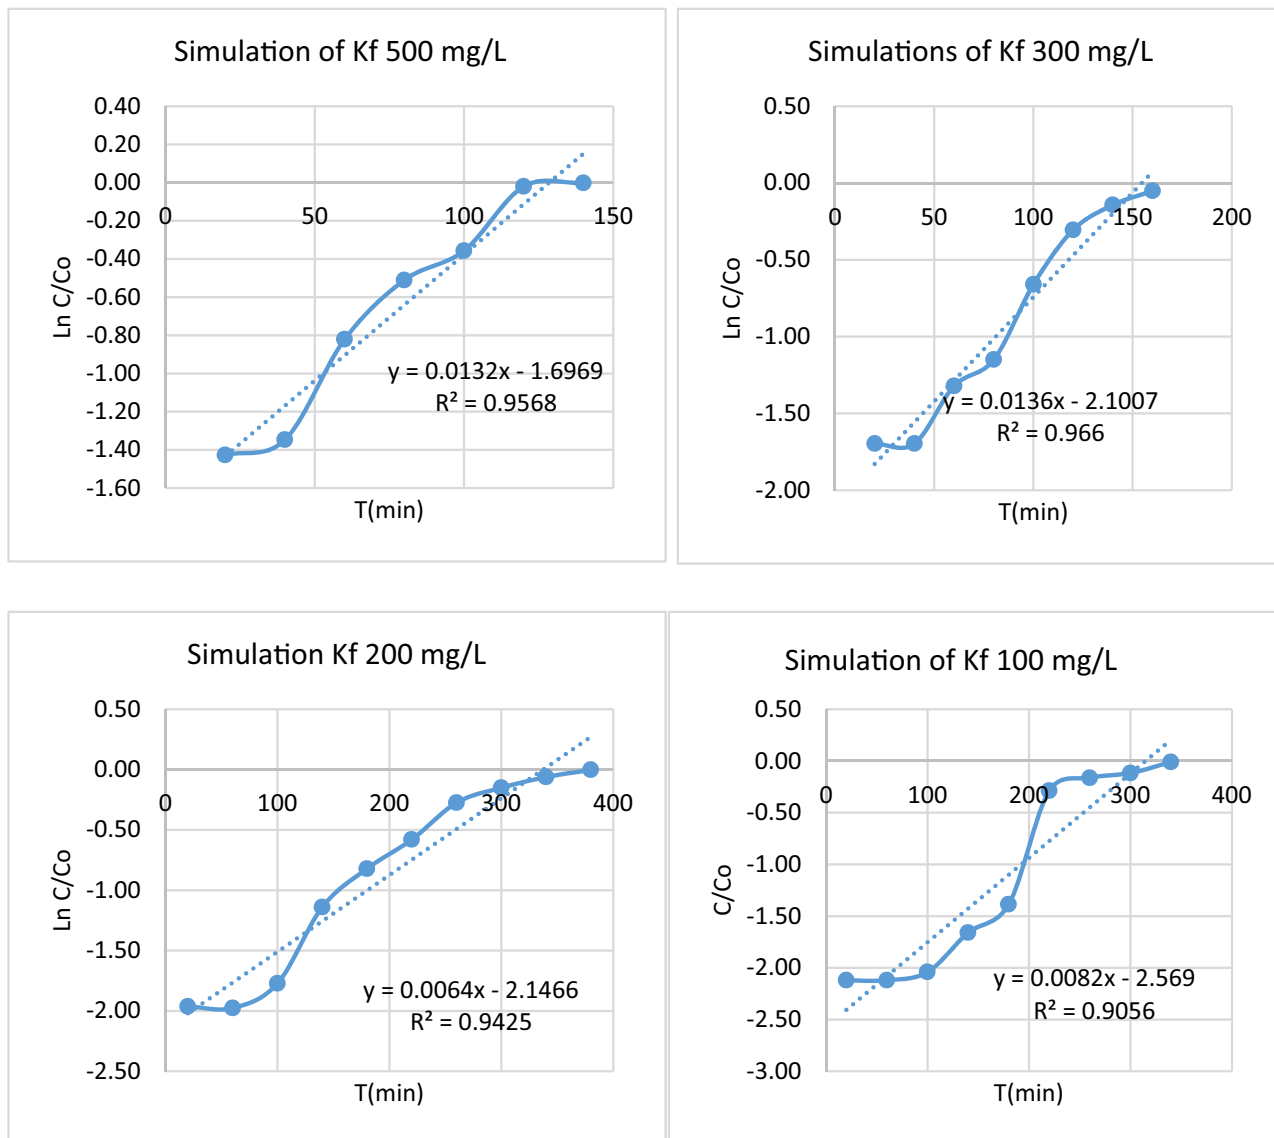 Simulation of Kf 500 mg/L
0.40
0.20
0.00
-0.20
-0.40
-0.60
-0.80
-1.00
-1.20
-1.40
-1.60
0 50 100 150
Ln C/Co
y = 0.0132x - 1.6969
R² = 0.9568
T(min)
Simulations of Kf 300 mg/L
0.50
0.00
-0.50
-1.00
-1.50
-2.00
0 50 100 150 200
Ln C/Co
y = 0.0136x - 2.1007
R² = 0.966
T(min)
Simulation Kf 200 mg/L
0.50
0.00
-0.50
-1.00
-1.50
-2.00
-2.50
0 100 200 300 400
Ln C/Co
y = 0.0064x - 2.1466
R² = 0.9425
T(min)
Simulation of Kf 100 mg/L
0.50
0.00
-0.50
-1.00
-1.50
-2.00
-2.50
-3.00
0 100 200 300 400
C/Co
y = 0.0082x - 2.569
R² = 0.9056
T(min)